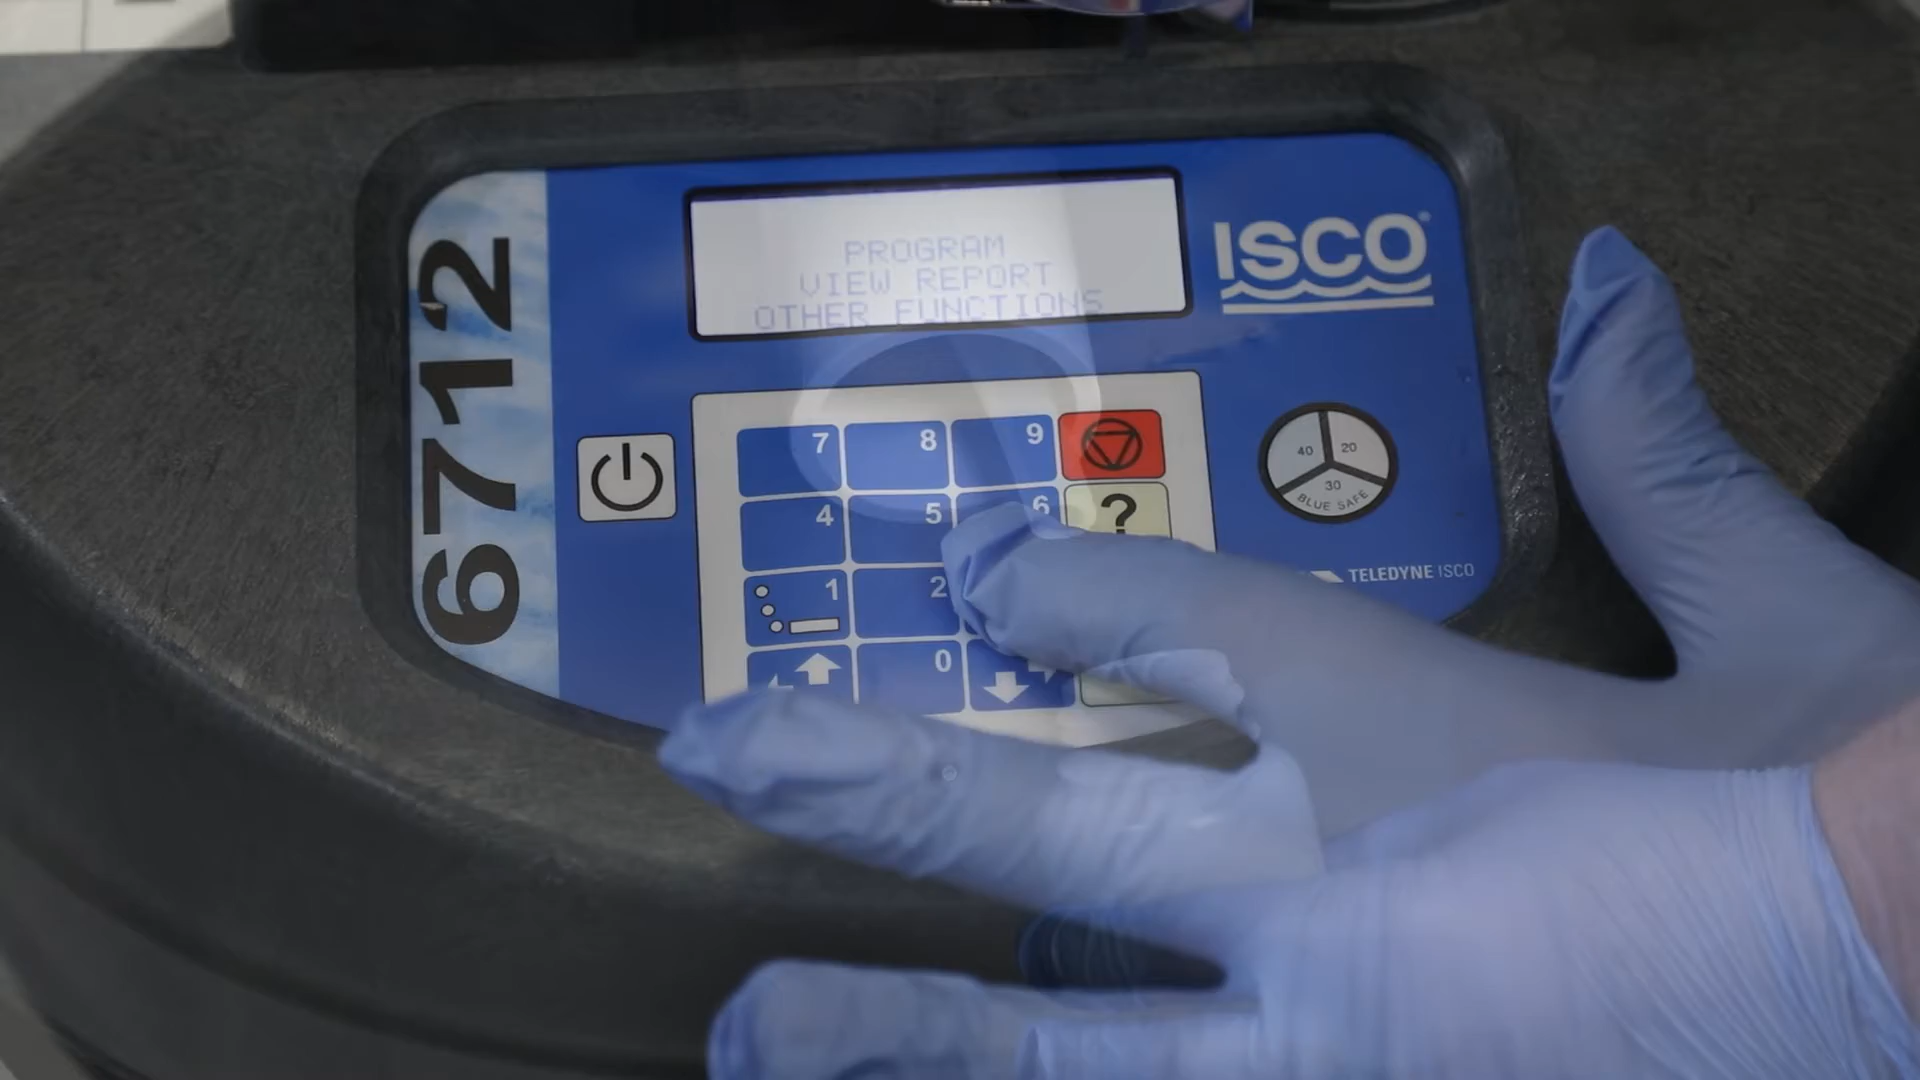 6712
PROGRAM
VIEW REPORT
OTHER FUNCTIONS
ISCO®
7 8 9
4 5 6 ?
1 2
0
40 20
30
BLUE SAFE
TELEDYNE ISCO